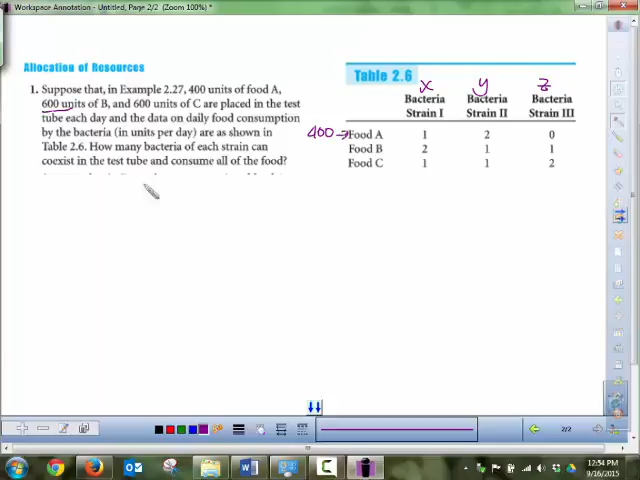 Workspace Annotation - Untitled, Page 2/2 (Zoom 100%) *
Allocation of Resources
1. Suppose that, in Example 2.27, 400 units of food A,
600 units of B, and 600 units of C are placed in the test
tube each day and the data on daily food consumption
by the bacteria (in units per day) are as shown in
Table 2.6. How many bacteria of each strain can
coexist in the test tube and consume all of the food?
Table 2.6
x y z
Bacteria Bacteria Bacteria
Strain I Strain II Strain III
400 → Food A 1 2 0
Food B 2 1 1
Food C 1 1 2
2/2
12:54 PM
9/16/2015